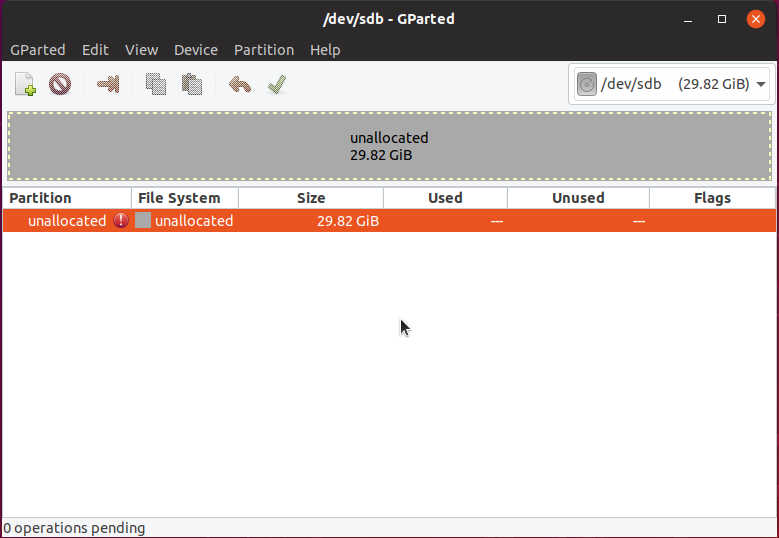 /dev/sdb - GParted
GParted Edit View Device Partition Help
/dev/sdb (29.82 GiB)
unallocated
29.82 GiB
Partition File System Size Used Unused Flags
unallocated unallocated 29.82 GiB --- ---
0 operations pending